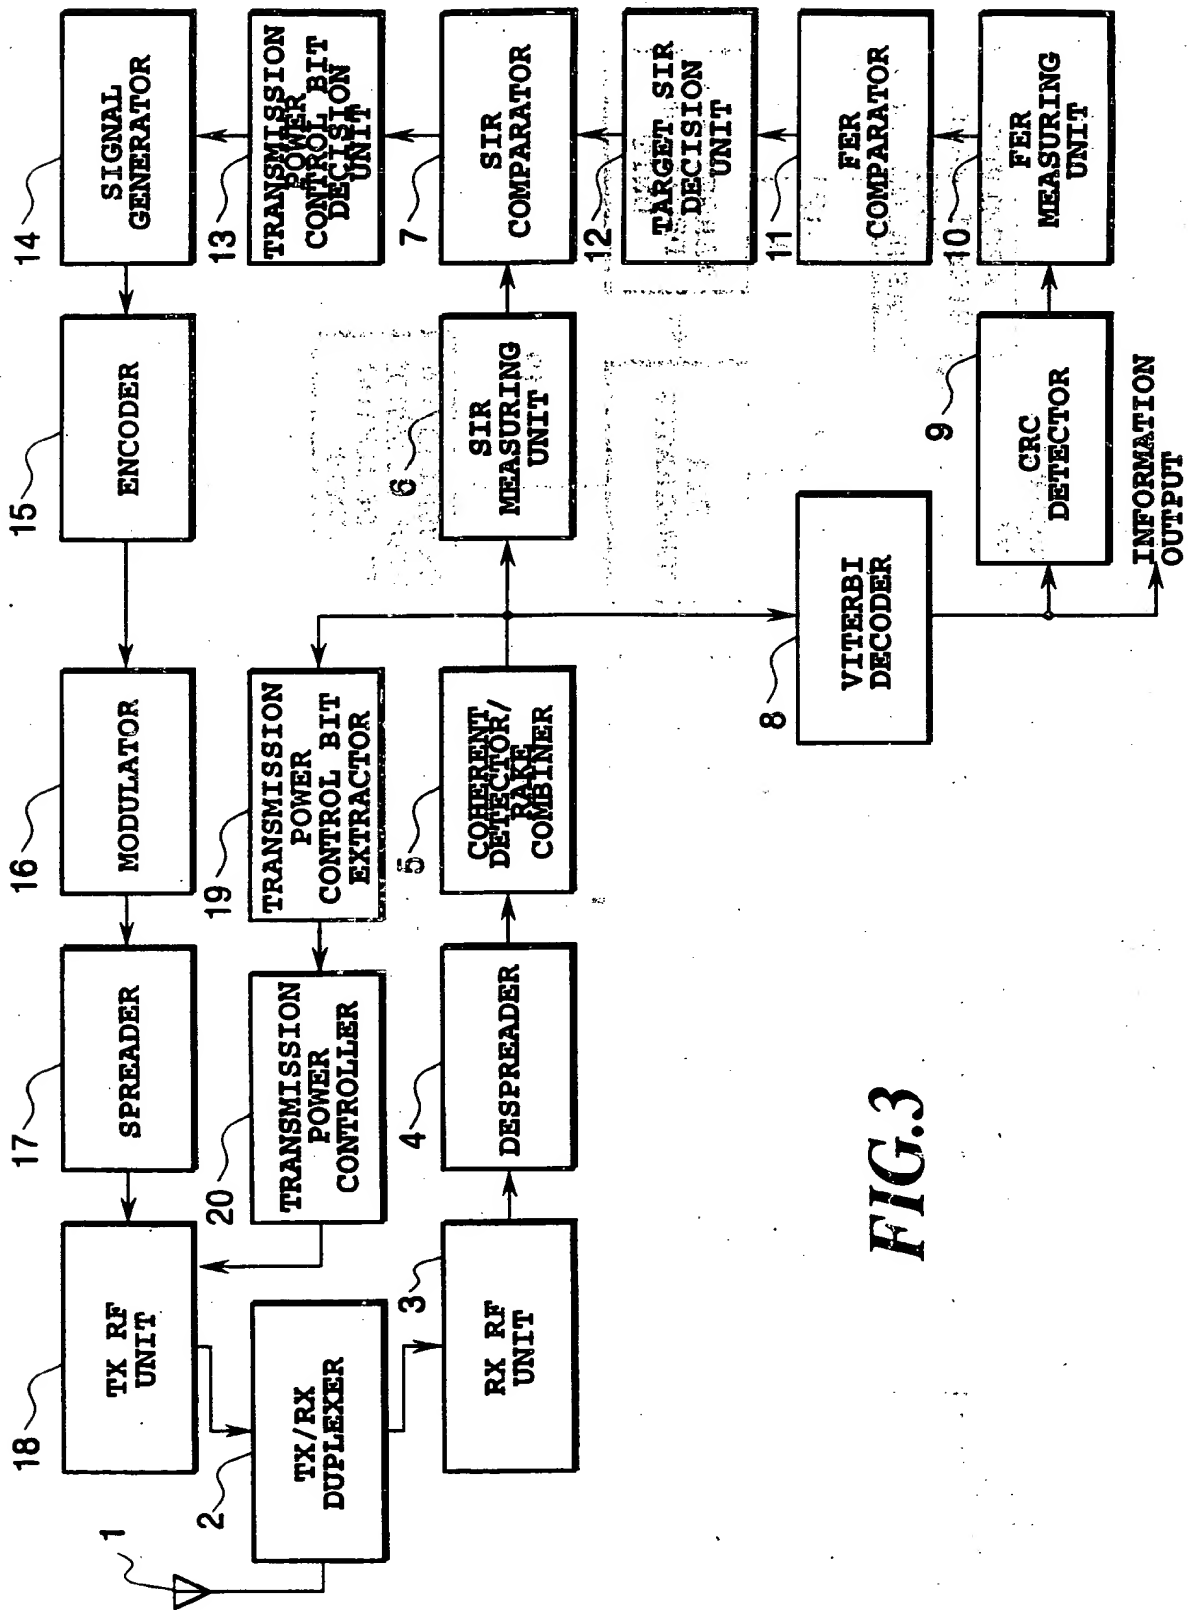 18
TX RF
UNIT
17
SPREADER
16
MODULATOR
15
ENCODER
14
SIGNAL
GENERATOR
1
2
TX/RX
DUPLEXER
20
TRANSMISSION
POWER
CONTROLLER
19
TRANSMISSION
POWER
CONTROL BIT
EXTRACTOR
13
TRANSMISSION
POWER
CONTROL BIT
DECISION
UNIT
3
RX RF
UNIT
4
DESPREADER
5
COHERENT
DETECTOR/
RAKE
COMBINER
6
SIR
MEASURING
UNIT
7
SIR
COMPARATOR
12
TARGET SIR
DECISION
UNIT
8
VITERBI
DECODER
11
FER
COMPARATOR
9
CRC
DETECTOR
10
FER
MEASURING
UNIT
INFORMATION
OUTPUT
FIG.3